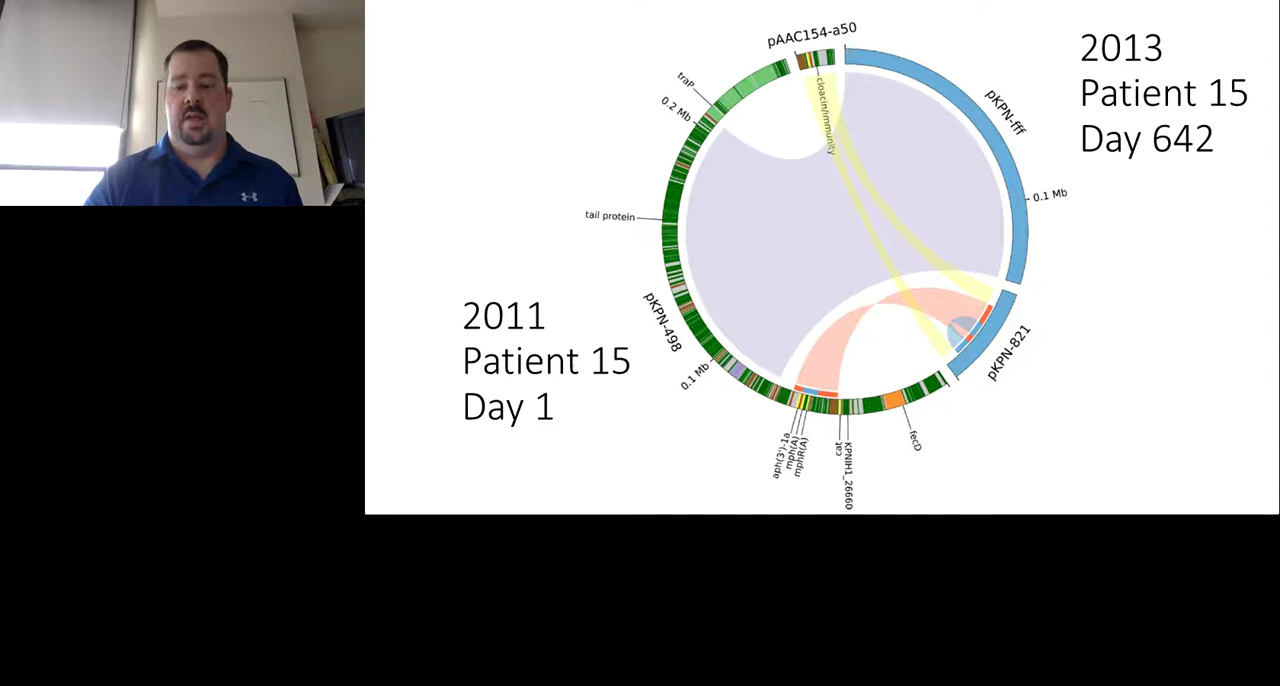 pAAC154-a50
2013
Patient 15
Day 642
traP
0.2 Mb
cloacin/immunity
pKPN-fff
0.1 Mb
tail protein
2011
Patient 15
Day 1
pKPN-498
0.1 Mb
pKPN-821
aph(3')-1a
mph(A)
mphR(A)
cat
KPNIH1_26660
fecD